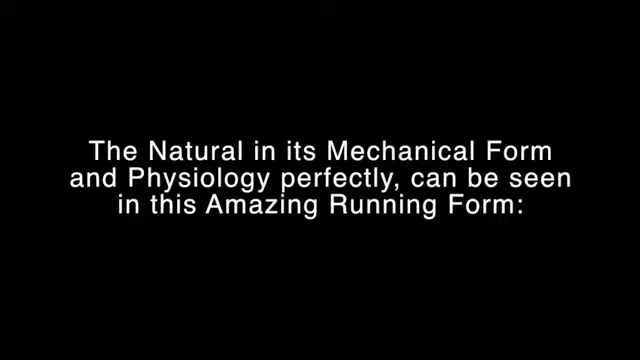 The Natural in its Mechanical Form
and Physiology perfectly, can be seen
in this Amazing Running Form: